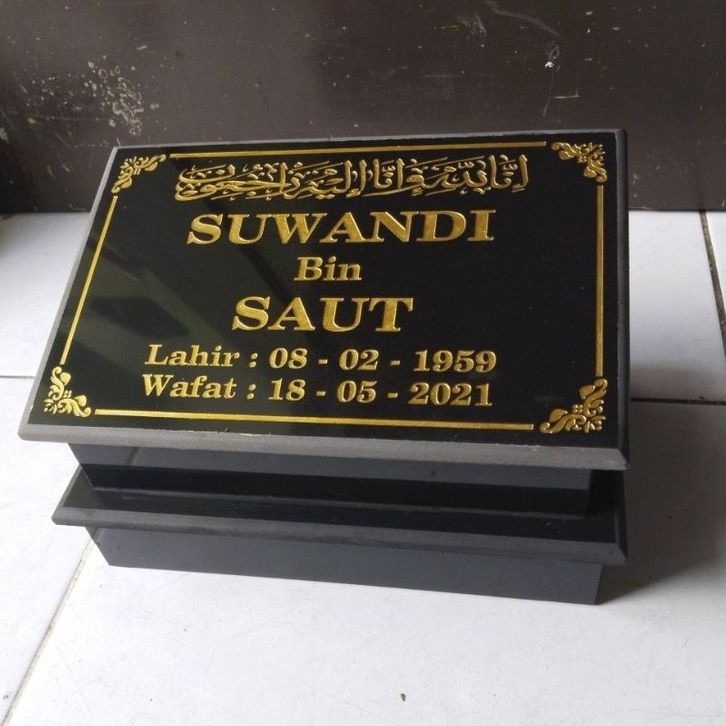 إنا لله وإنا إليه راجعون
SUWANDI
Bin
SAUT
Lahir : 08 - 02 - 1959
Wafat : 18 - 05 - 2021